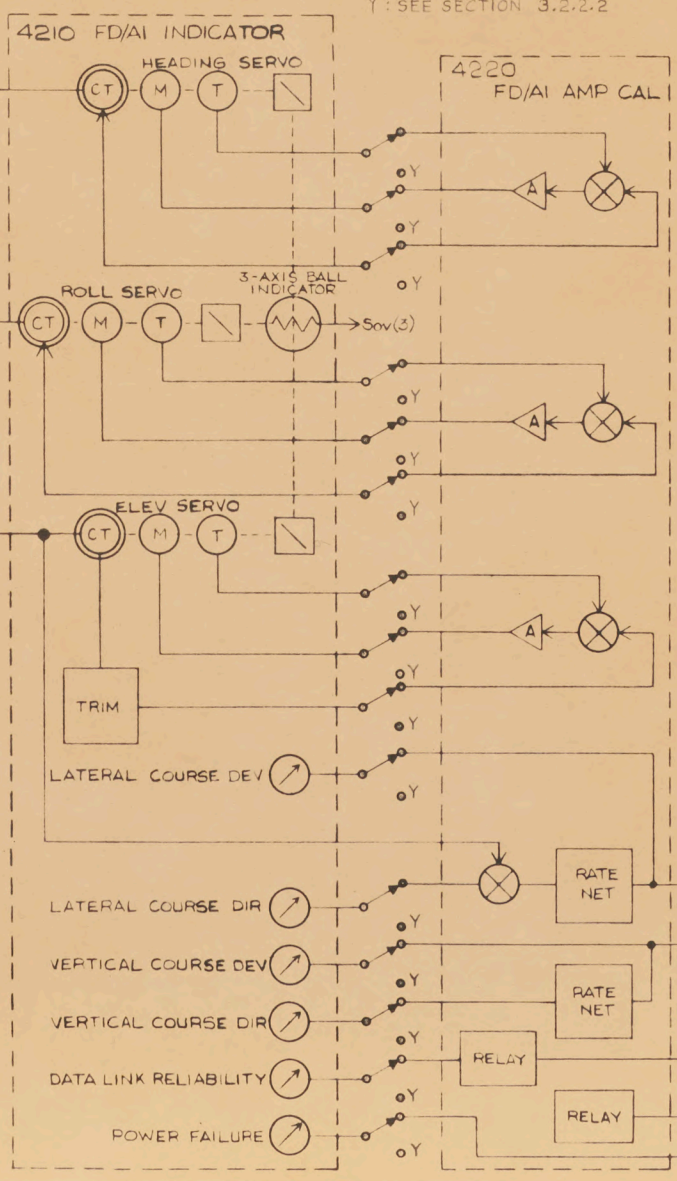 Y: SEE SECTION 3.2.2.2
4210 FD/AI INDICATOR
HEADING SERVO
CT
M
T
4220
FD/AI AMP CAL
Y
A
Y
Y
ROLL SERVO
3-AXIS BALL
INDICATOR
CT
M
T
Sov(3)
Y
A
Y
Y
ELEV SERVO
CT
M
T
Y
A
Y
TRIM
Y
LATERAL COURSE DEV
Y
RATE
NET
LATERAL COURSE DIR
Y
VERTICAL COURSE DEV
Y
RATE
NET
VERTICAL COURSE DIR
Y
RELAY
DATA LINK RELIABILITY
Y
RELAY
POWER FAILURE
Y